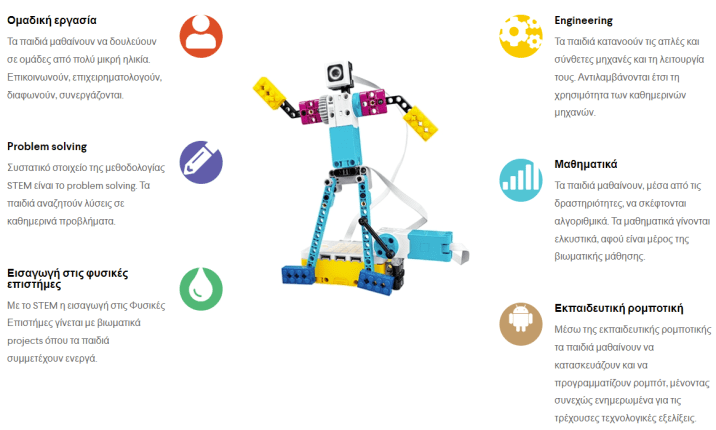 Ομαδική εργασία
Τα παιδιά μαθαίνουν να δουλεύουν
σε ομάδες από πολύ μικρή ηλικία.
Επικοινωνούν, επιχειρηματολογούν,
διαφωνούν, συνεργάζονται.
Problem solving
Συστατικό στοιχείο της μεθοδολογίας
STEM είναι το problem solving. Τα
παιδιά αναζητούν λύσεις σε
καθημερινά προβλήματα.
Εισαγωγή στις φυσικές
επιστήμες
Με το STEM η εισαγωγή στις Φυσικές
Επιστήμες γίνεται με βιωματικά
projects όπου τα παιδιά
συμμετέχουν ενεργά.
Engineering
Τα παιδιά κατανοούν τις απλές και
σύνθετες μηχανές και τη λειτουργία
τους. Αντιλαμβάνονται έτσι τη
χρησιμότητα των καθημερινών
μηχανών.
Μαθηματικά
Τα παιδιά μαθαίνουν, μέσα από τις
δραστηριότητες, να σκέφτονται
αλγοριθμικά. Τα μαθηματικά γίνονται
ελκυστικά, αφού είναι μέρος της
βιωματικής μάθησης.
Εκπαιδευτική ρομποτική
Μέσω της εκπαιδευτικής ρομποτικής
τα παιδιά μαθαίνουν να
κατασκευάζουν και να
προγραμματίζουν ρομπότ, μένοντας
συνεχώς ενημερωμένα για τις
τρέχουσες τεχνολογικές εξελίξεις.